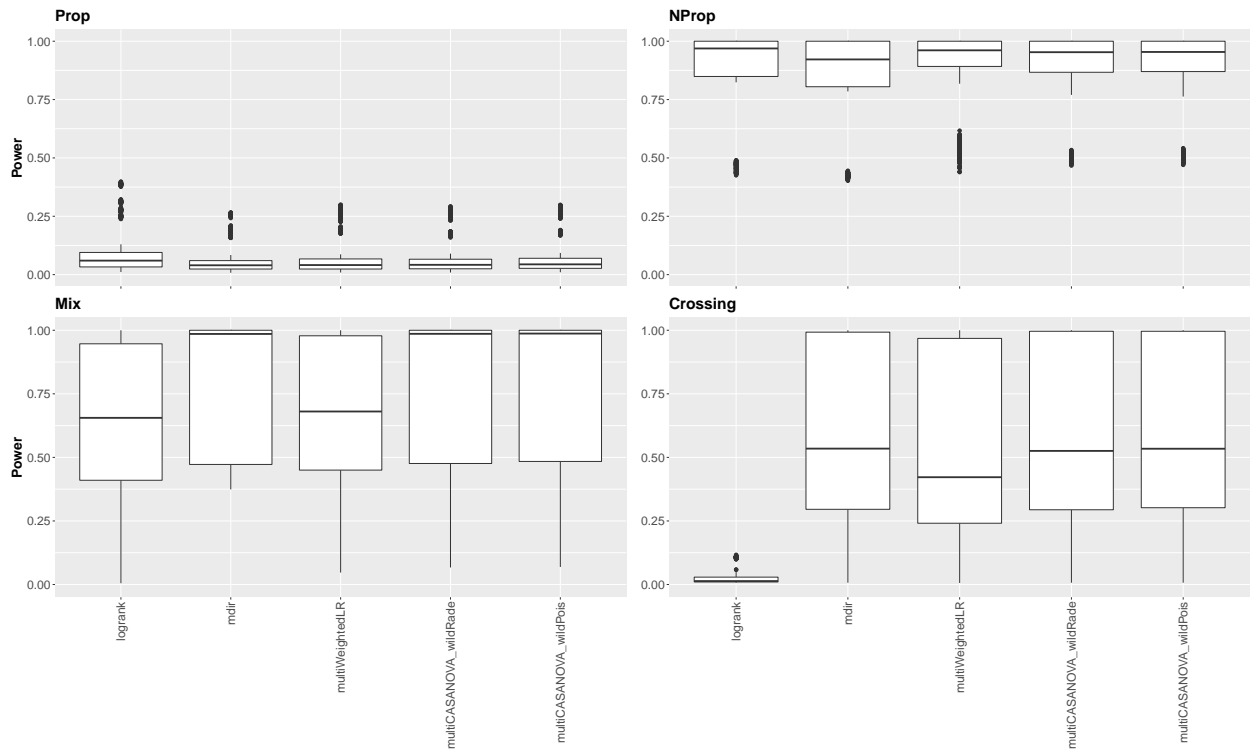 Prop
NProp
1.00
0.75
0.50
0.25
0.00
Power
1.00
0.75
0.50
0.25
0.00
Mix
Crossing
1.00
0.75
0.50
0.25
0.00
Power
1.00
0.75
0.50
0.25
0.00
logrank
mdir
multiWeightedLR
multiCASANOVA_wildRade
multiCASANOVA_wildPois
logrank
mdir
multiWeightedLR
multiCASANOVA_wildRade
multiCASANOVA_wildPois